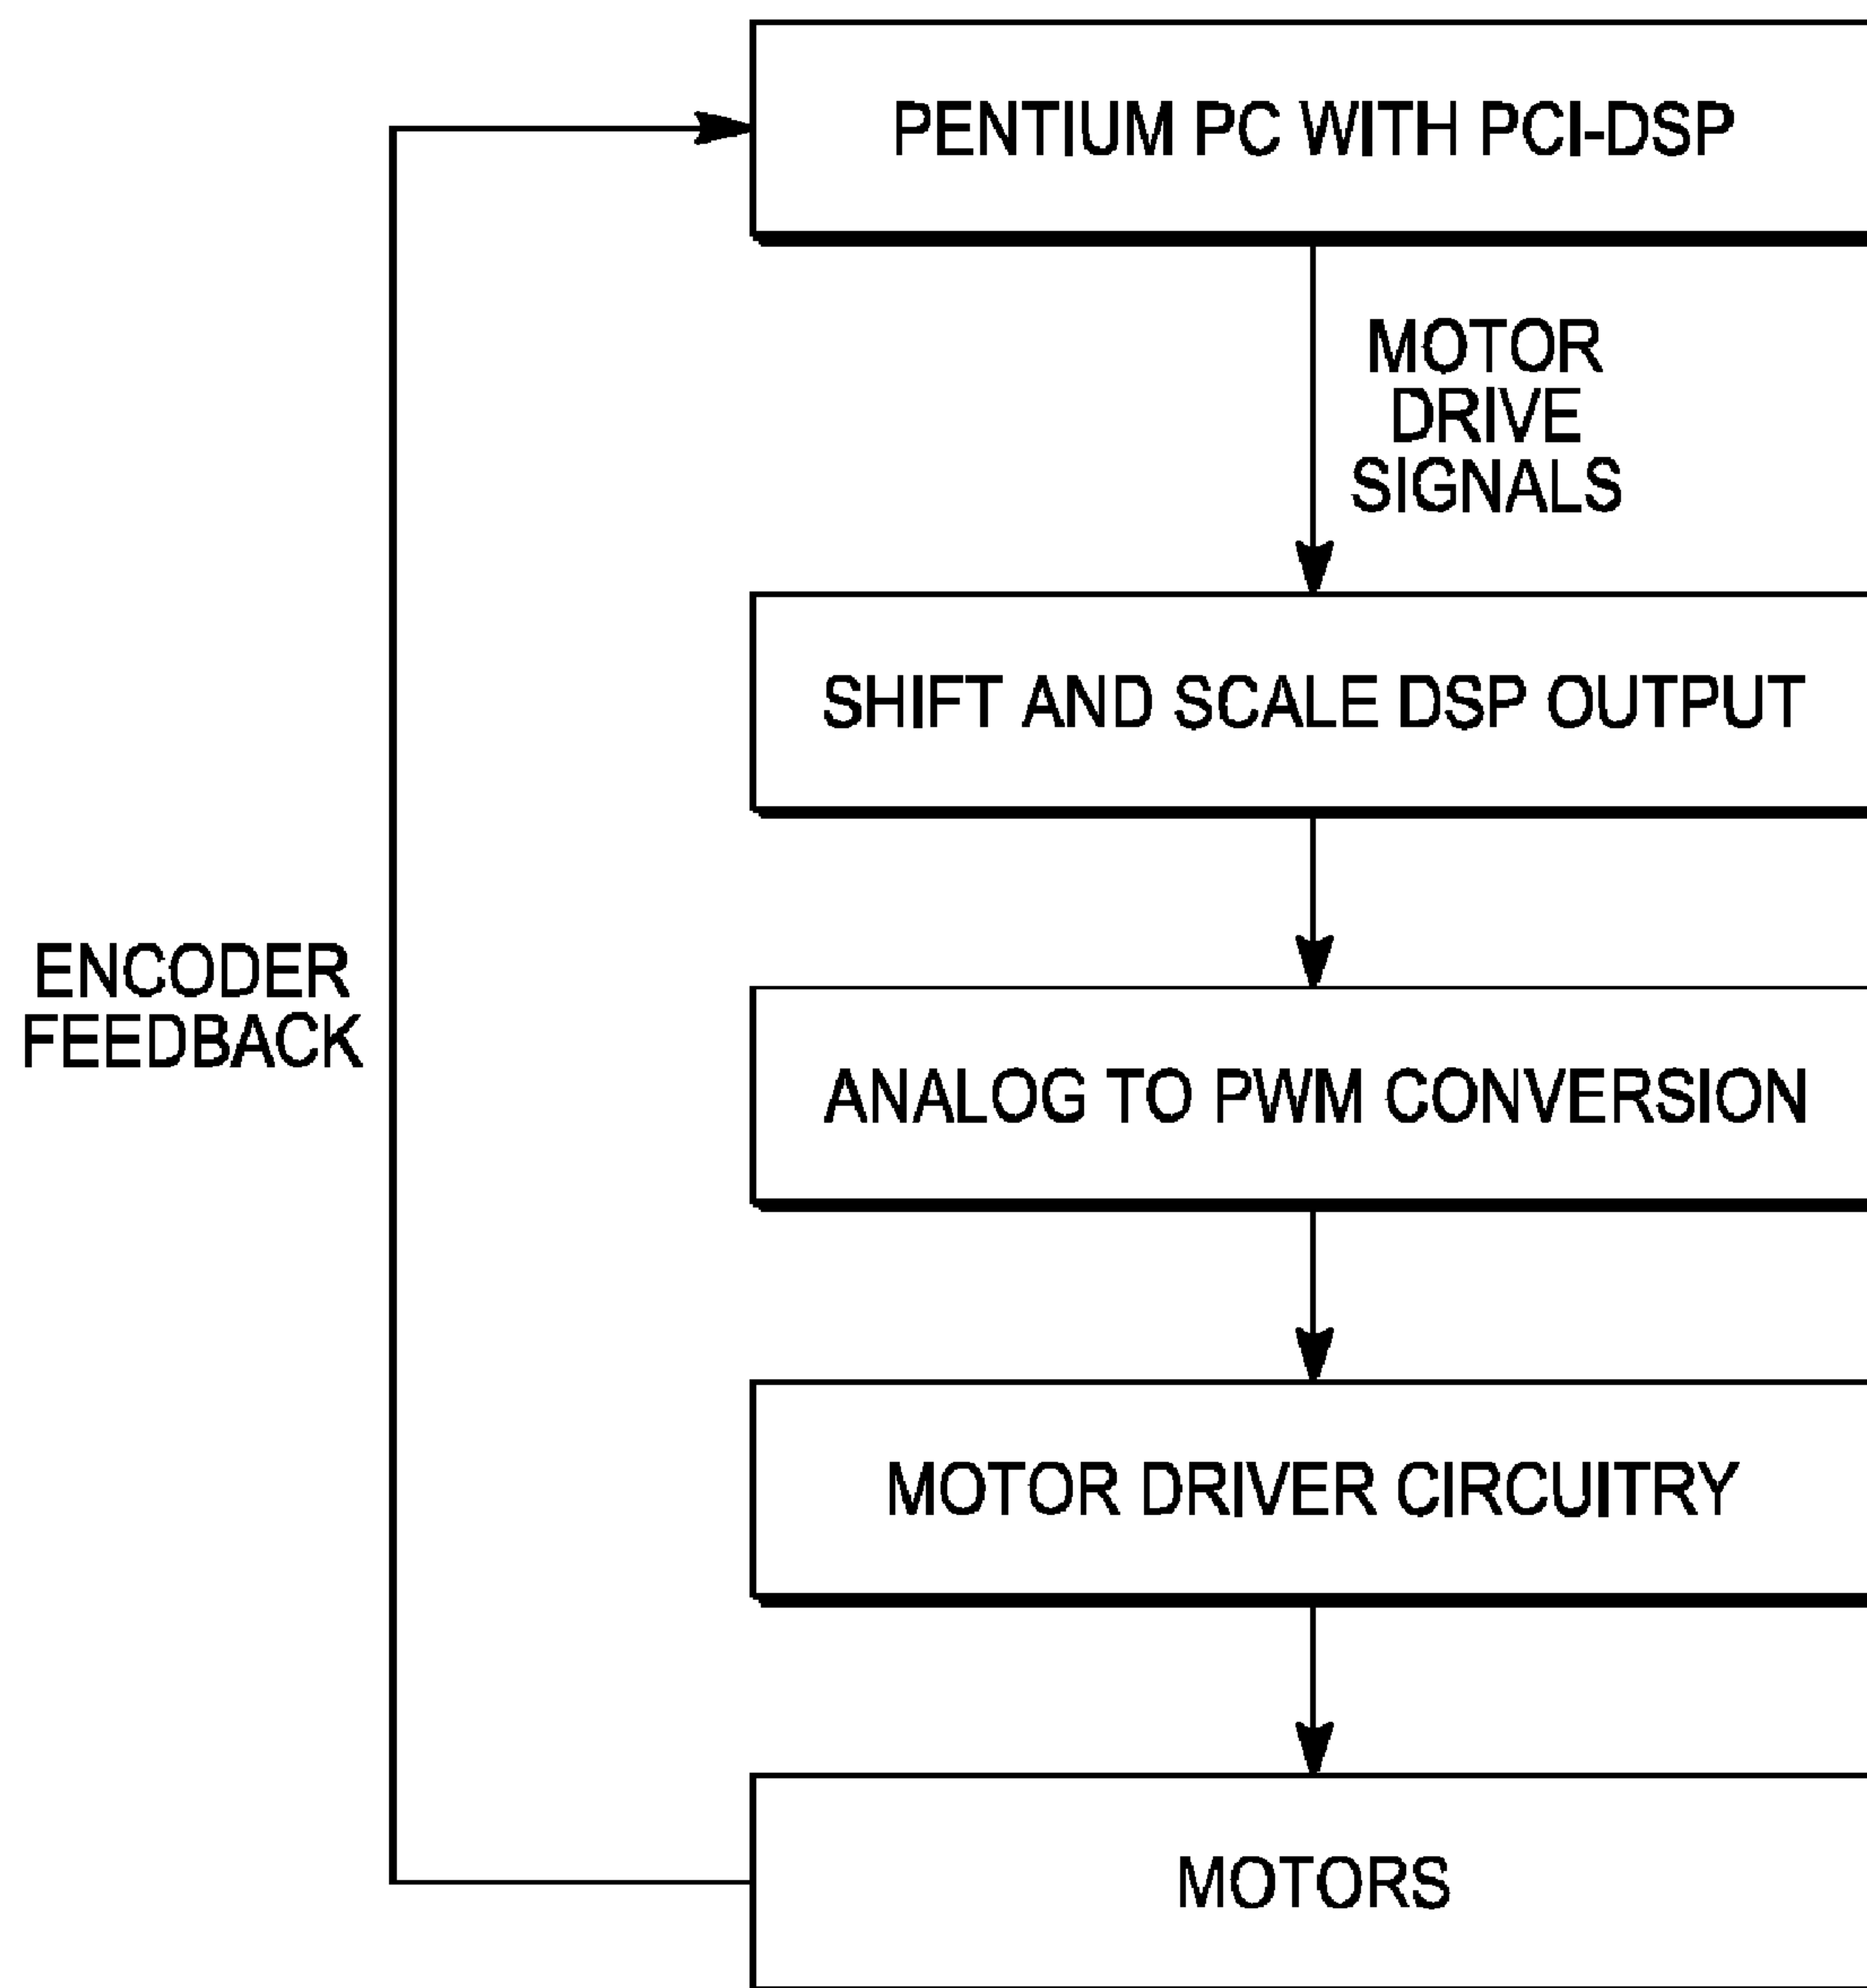 PENTIUM PC WITH PCI-DSP
MOTOR
DRIVE
SIGNALS
SHIFT AND SCALE DSP OUTPUT
ENCODER
FEEDBACK
ANALOG TO PWM CONVERSION
MOTOR DRIVER CIRCUITRY
MOTORS